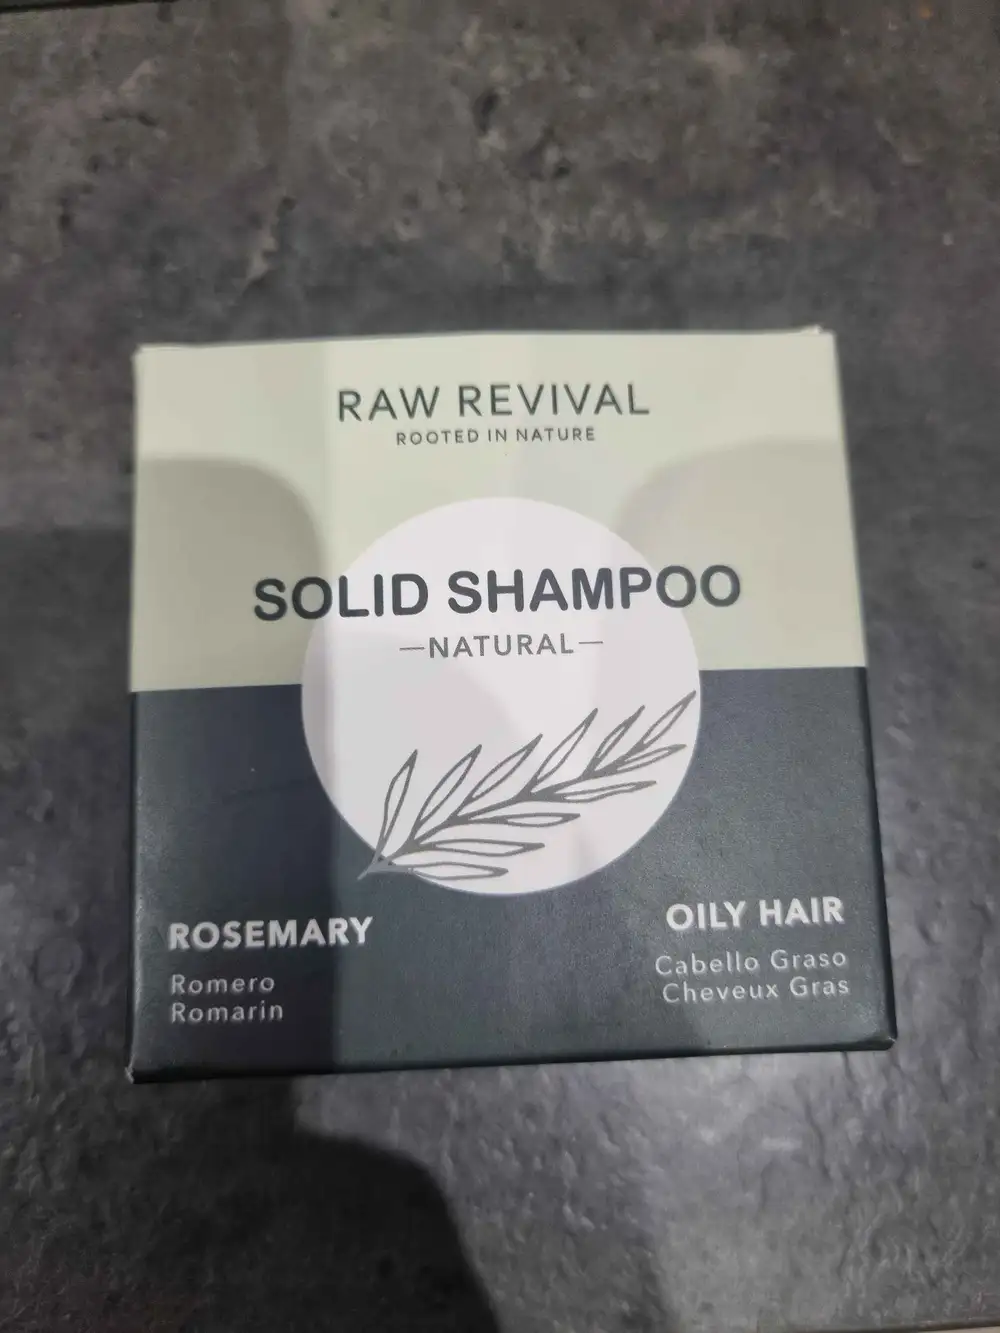 RAW REVIVAL
ROOTED IN NATURE
SOLID SHAMPOO
—NATURAL—
ROSEMARY
Romero
Romarin
OILY HAIR
Cabello Graso
Cheveux Gras